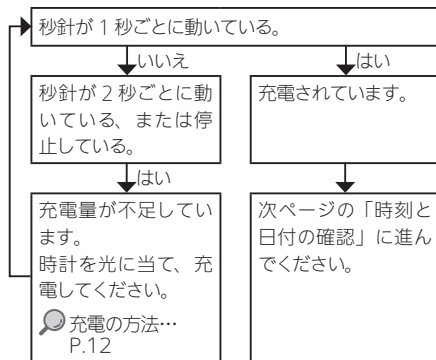 秒針が1秒ごとに動いている。
いいえ
はい
秒針が2秒ごとに動
いている、または停
止している。
充電されています。
はい
充電量が不足してい
ます。
時計を光に当て、充
電してください。
充電の方法…
P.12
次ページの「時刻と
日付の確認」に進ん
でください。